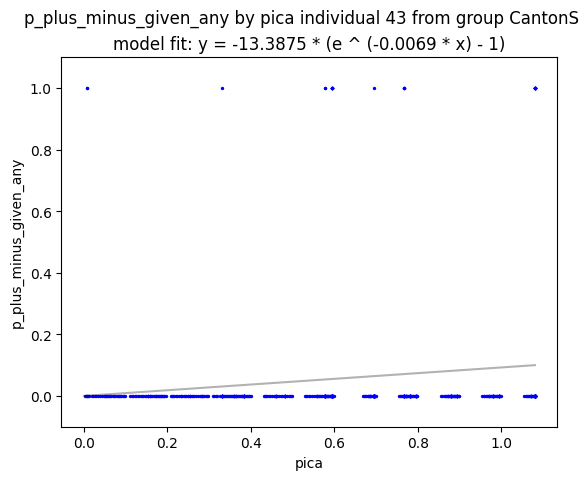 p_plus_minus_given_any by pica individual 43 from group CantonS
model fit: y = -13.3875 * (e ^ (-0.0069 * x) - 1)
1.0
0.8
0.6
0.4
0.2
0.0
p_plus_minus_given_any
0.0 0.2 0.4 0.6 0.8 1.0
pica